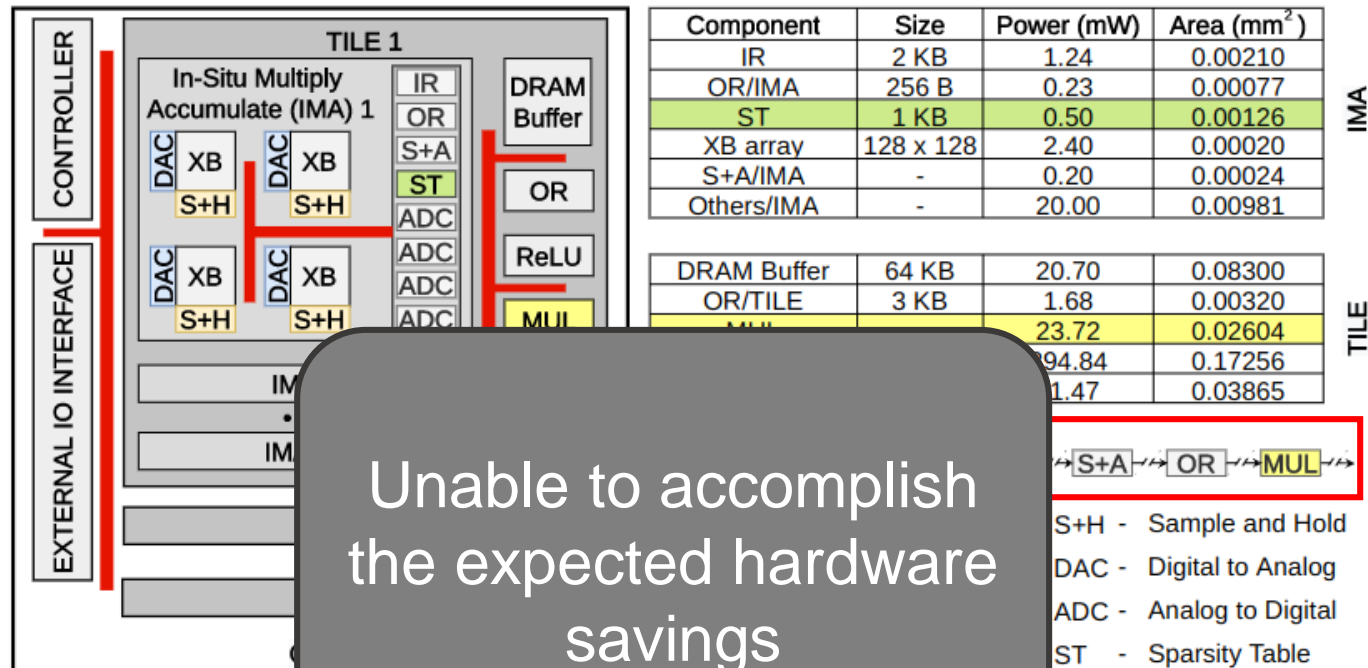 CONTROLLER
EXTERNAL IO INTERFACE
TILE 1
In-Situ Multiply
Accumulate (IMA) 1
DAC XB S+H
DAC XB S+H
DAC XB S+H
DAC XB S+H
IR
OR
S+A
ST
ADC
ADC
ADC
ADC
DRAM
Buffer
OR
ReLU
MUL
Component Size Power (mW) Area (mm²)
IR 2 KB 1.24 0.00210
OR/IMA 256 B 0.23 0.00077
ST 1 KB 0.50 0.00126
XB array 128 x 128 2.40 0.00020
S+A/IMA - 0.20 0.00024
Others/IMA - 20.00 0.00981
IMA
DRAM Buffer 64 KB 20.70 0.08300
OR/TILE 3 KB 1.68 0.00320
23.72 0.02604
94.84 0.17256
1.47 0.03865
TILE
S+A OR MUL
S+H - Sample and Hold
DAC - Digital to Analog
ADC - Analog to Digital
ST - Sparsity Table
Unable to accomplish
the expected hardware
savings